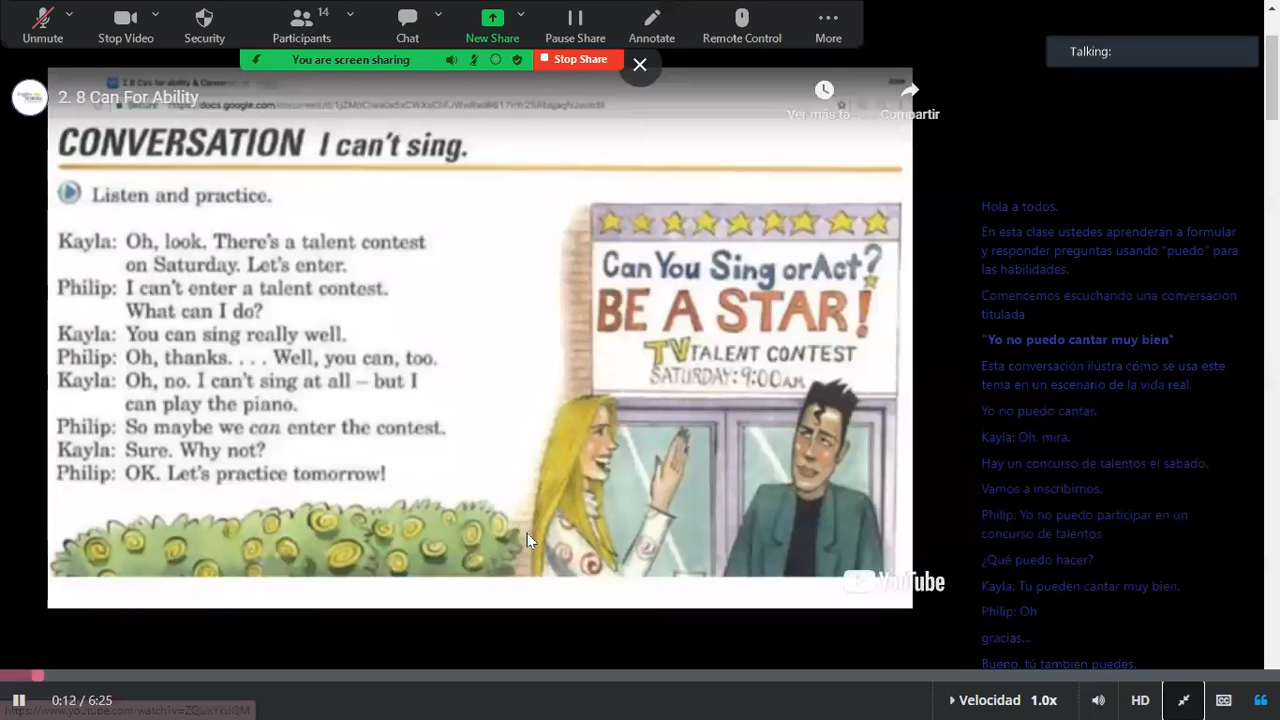 14
Unmute
Stop Video
Security
Participants
Chat
New Share
Pause Share
Annotate
Remote Control
More
You are screen sharing
Stop Share
Talking:
2. 8 Can For Ability
Ver más ta...
Compartir
CONVERSATION I can't sing.
Listen and practice.
Kayla: Oh, look. There's a talent contest
on Saturday. Let's enter.
Philip: I can't enter a talent contest.
What can I do?
Kayla: You can sing really well.
Philip: Oh, thanks. . . . Well, you can, too.
Kayla: Oh, no. I can't sing at all – but I
can play the piano.
Philip: So maybe we can enter the contest.
Kayla: Sure. Why not?
Philip: OK. Let's practice tomorrow!
Can You Sing or Act?
BE A STAR!
TV TALENT CONTEST
SATURDAY: 9:00 AM
YouTube
Hola a todos.
En esta clase ustedes aprenderán a formular
y responder preguntas usando "puedo" para
las habilidades.
Comencemos escuchando una conversación
titulada
"Yo no puedo cantar muy bien"
Esta conversación ilustra cómo se usa este
tema en un escenario de la vida real.
Yo no puedo cantar.
Kayla: Oh, mira.
Hay un concurso de talentos el sábado.
Vamos a inscribirnos.
Philip: Yo no puedo participar en un
concurso de talentos
¿Qué puedo hacer?
Kayla: Tu pueden cantar muy bien.
Philip: Oh
gracias...
Bueno, tú tambien puedes.
0:12 / 6:25
Velocidad 1.0x
HD